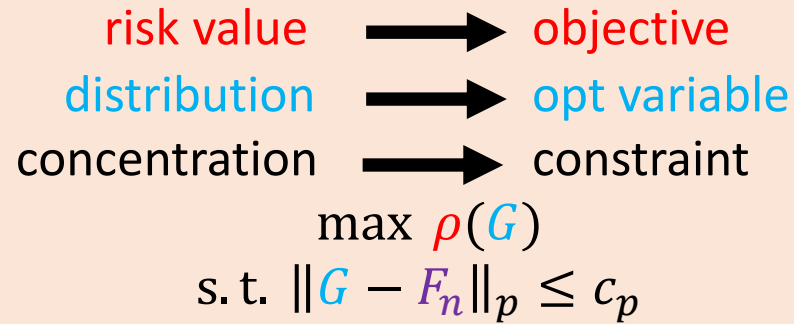 risk value → objective
distribution → opt variable
concentration → constraint
max ρ(G)
s.t. ‖G − Fₙ‖ₚ ≤ cₚ